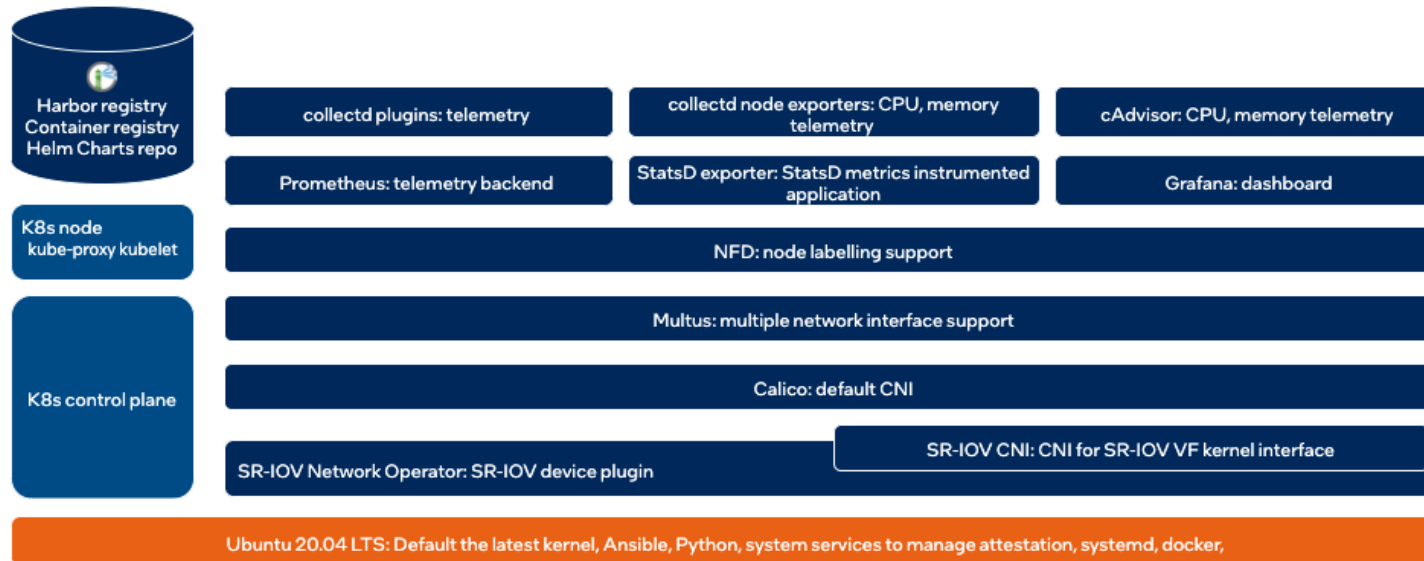 Harbor registry
Container registry
Helm Charts repo
collectd plugins: telemetry
collectd node exporters: CPU, memory
telemetry
cAdvisor: CPU, memory telemetry
Prometheus: telemetry backend
StatsD exporter: StatsD metrics instrumented
application
Grafana: dashboard
K8s node
kube-proxy kubelet
NFD: node labelling support
Multus: multiple network interface support
K8s control plane
Calico: default CNI
SR-IOV CNI: CNI for SR-IOV VF kernel interface
SR-IOV Network Operator: SR-IOV device plugin
Ubuntu 20.04 LTS: Default the latest kernel, Ansible, Python, system services to manage attestation, systemd, docker,